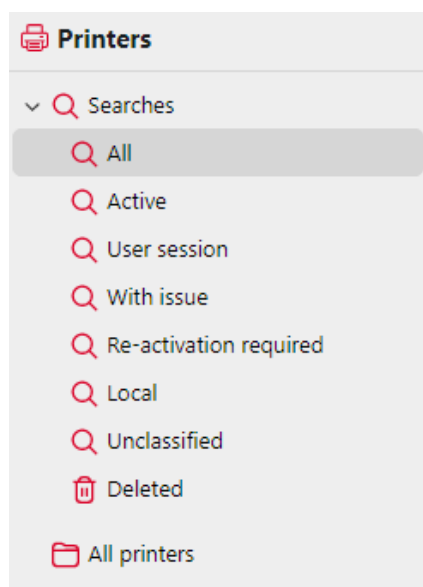 Printers
Searches
All
Active
User session
With issue
Re-activation required
Local
Unclassified
Deleted
All printers